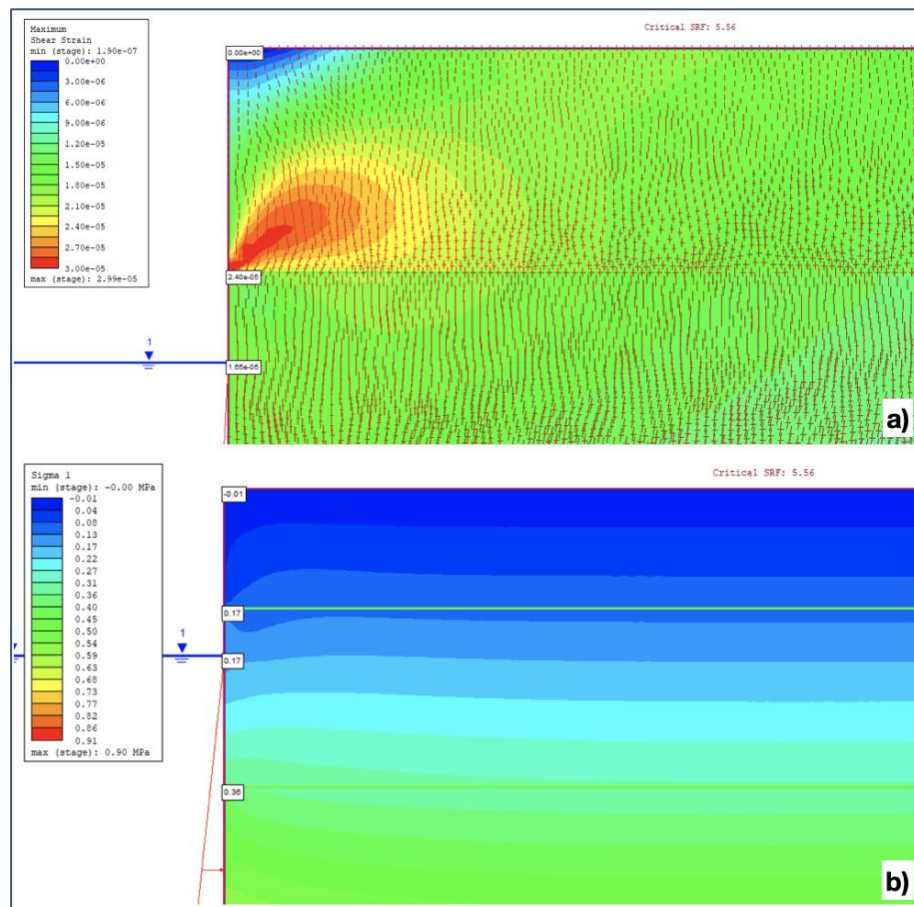 Maximum
Shear Strain
min (stage): 1.90e-07
0.00e+00
3.00e-06
6.00e-06
9.00e-06
1.20e-05
1.50e-05
1.80e-05
2.10e-05
2.40e-05
2.70e-05
3.00e-05
max (stage): 2.99e-05
Critical SRF: 5.56
0.00e+00
2.40e-05
1
1.65e-05
a)
Sigma 1
min (stage): -0.00 MPa
-0.01
0.04
0.08
0.13
0.17
0.22
0.27
0.31
0.36
0.40
0.45
0.50
0.54
0.59
0.63
0.68
0.73
0.77
0.82
0.86
0.91
max (stage): 0.90 MPa
Critical SRF: 5.56
-0.01
0.17
1
0.17
0.36
b)